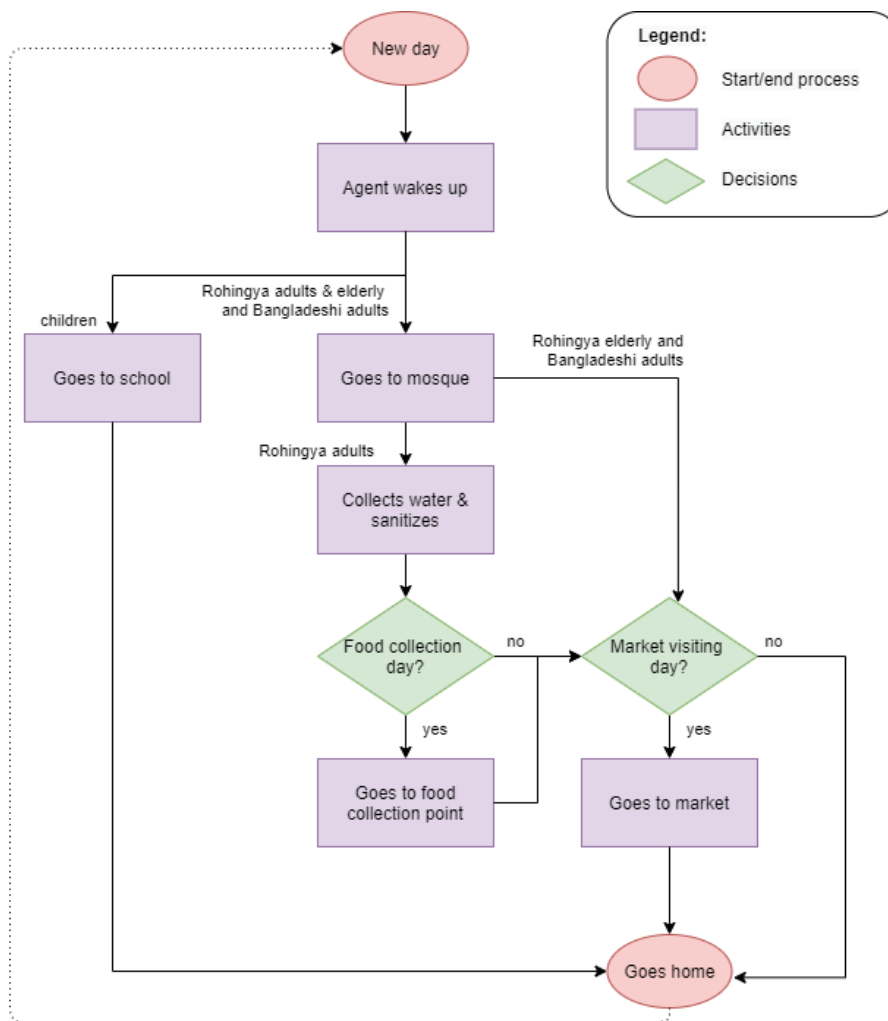 New day
Legend:
Start/end process
Activities
Decisions
Agent wakes up
Rohingya adults & elderly
and Bangladeshi adults
children
Rohingya elderly and
Bangladeshi adults
Goes to school
Goes to mosque
Rohingya adults
Collects water &
sanitizes
Food collection
day?
no
Market visiting
day?
no
yes
yes
Goes to food
collection point
Goes to market
Goes home